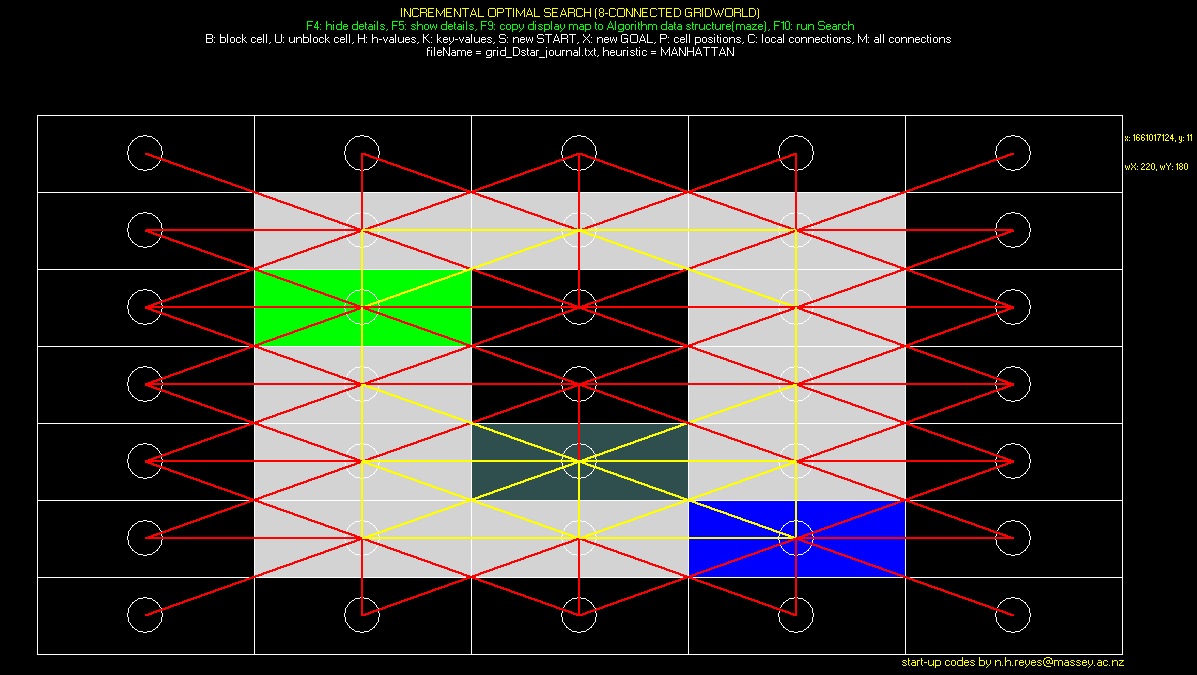 INCREMENTAL OPTIMAL SEARCH (8-CONNECTED GRIDWORLD)
F4: hide details, F5: show details, F9: copy display map to Algorithm data structure(maze), F10: run Search
B: block cell, U: unblock cell, H: h-values, K: key-values, S: new START, X: new GOAL, P: cell positions, C: local connections, M: all connections
fileName = grid_Dstar_journal.txt, heuristic = MANHATTAN
x: 1661017124, y: 11
wX: 220, wY: 180
start-up codes by n.h.reyes@massey.ac.nz